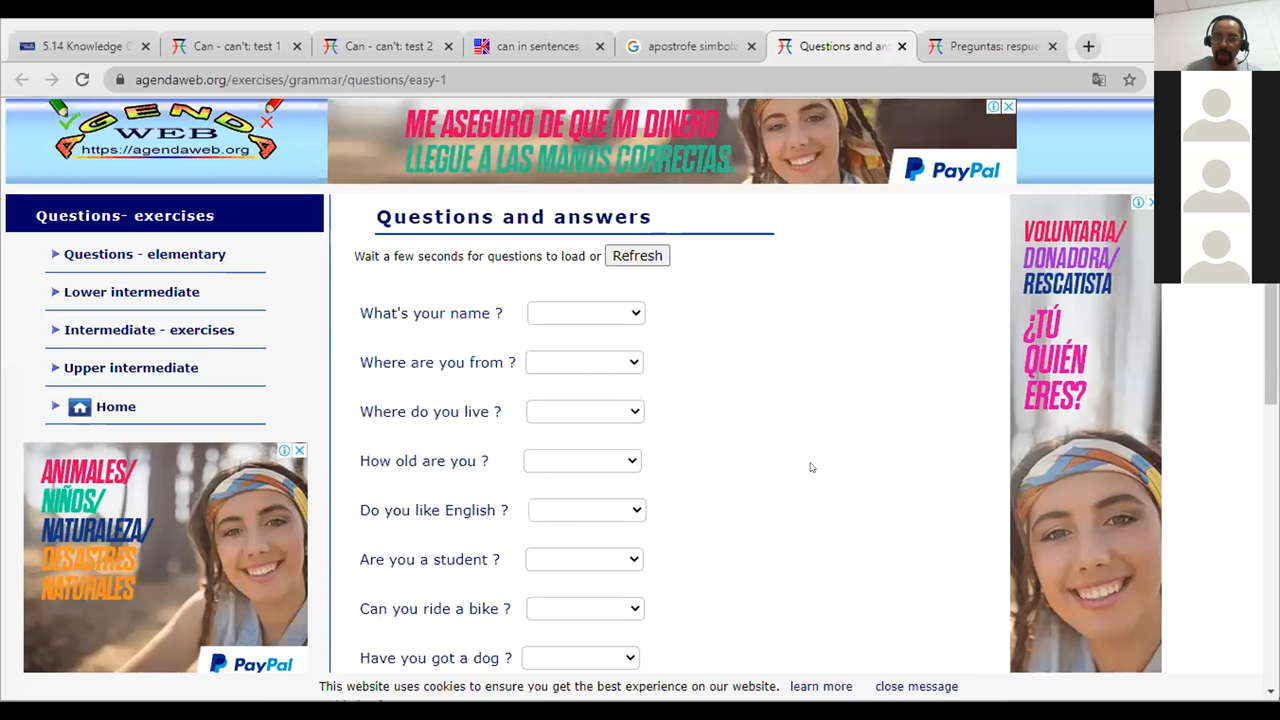 5.14 Knowledge C
Can - can't: test 1
Can - can't: test 2
can in sentences,
apostrofe simbolo
Questions and an
Preguntas: respue
agendaweb.org/exercises/grammar/questions/easy-1
AGENDA
WEB
https://agendaweb.org
ME ASEGURO DE QUE MI DINERO
LLEGUE A LAS MANOS CORRECTAS.
PayPal
Questions- exercises
Questions - elementary
Lower intermediate
Intermediate - exercises
Upper intermediate
Home
ANIMALES/
NIÑOS/
NATURALEZA/
DESASTRES
NATURALES
PayPal
Questions and answers
Wait a few seconds for questions to load or Refresh
What's your name ?
Where are you from ?
Where do you live ?
How old are you ?
Do you like English ?
Are you a student ?
Can you ride a bike ?
Have you got a dog ?
VOLUNTARIA/
DONADORA/
RESCATISTA
¿TÚ
QUIÉN
ERES?
This website uses cookies to ensure you get the best experience on our website. learn more close message